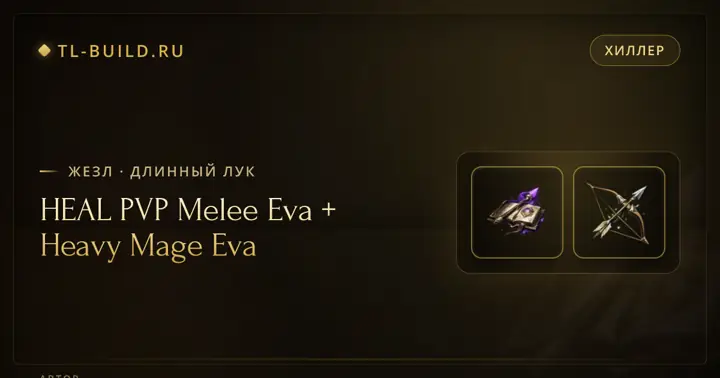 TL-BUILD.RU
ХИЛЛЕР
ЖЕЗЛ · ДЛИННЫЙ ЛУК
HEAL PVP Melee Eva +
Heavy Mage Eva